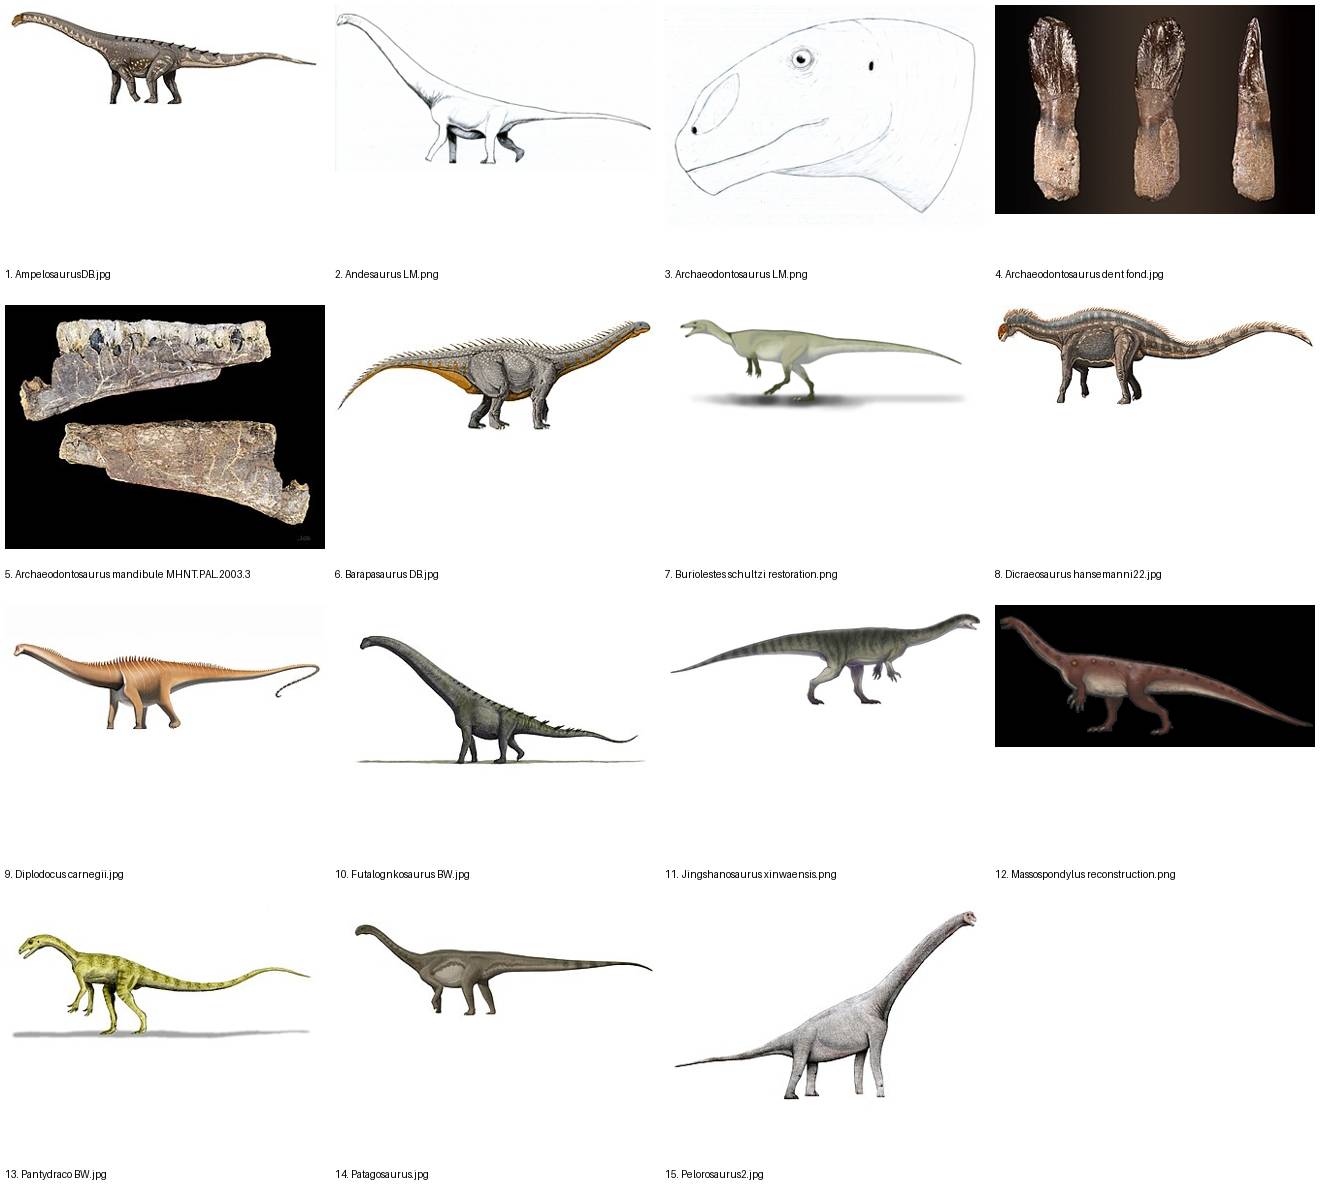 1. AmpelosaurusDB.jpg
2. Andesaurus LM.png
3. Archaeodontosaurus LM.png
4. Archaeodontosaurus dent fond.jpg
5. Archaeodontosaurus mandibule MHNT.PAL.2003.3
6. Barapasaurus DB.jpg
7. Buriolestes schultzi restoration.png
8. Dicraeosaurus hansemanni22.jpg
9. Diplodocus carnegii.jpg
10. Futalognkosaurus BW.jpg
11. Jingshanosaurus xinwaensis.png
12. Massospondylus reconstruction.png
13. Pantydraco BW.jpg
14. Patagosaurus.jpg
15. Pelorosaurus2.jpg